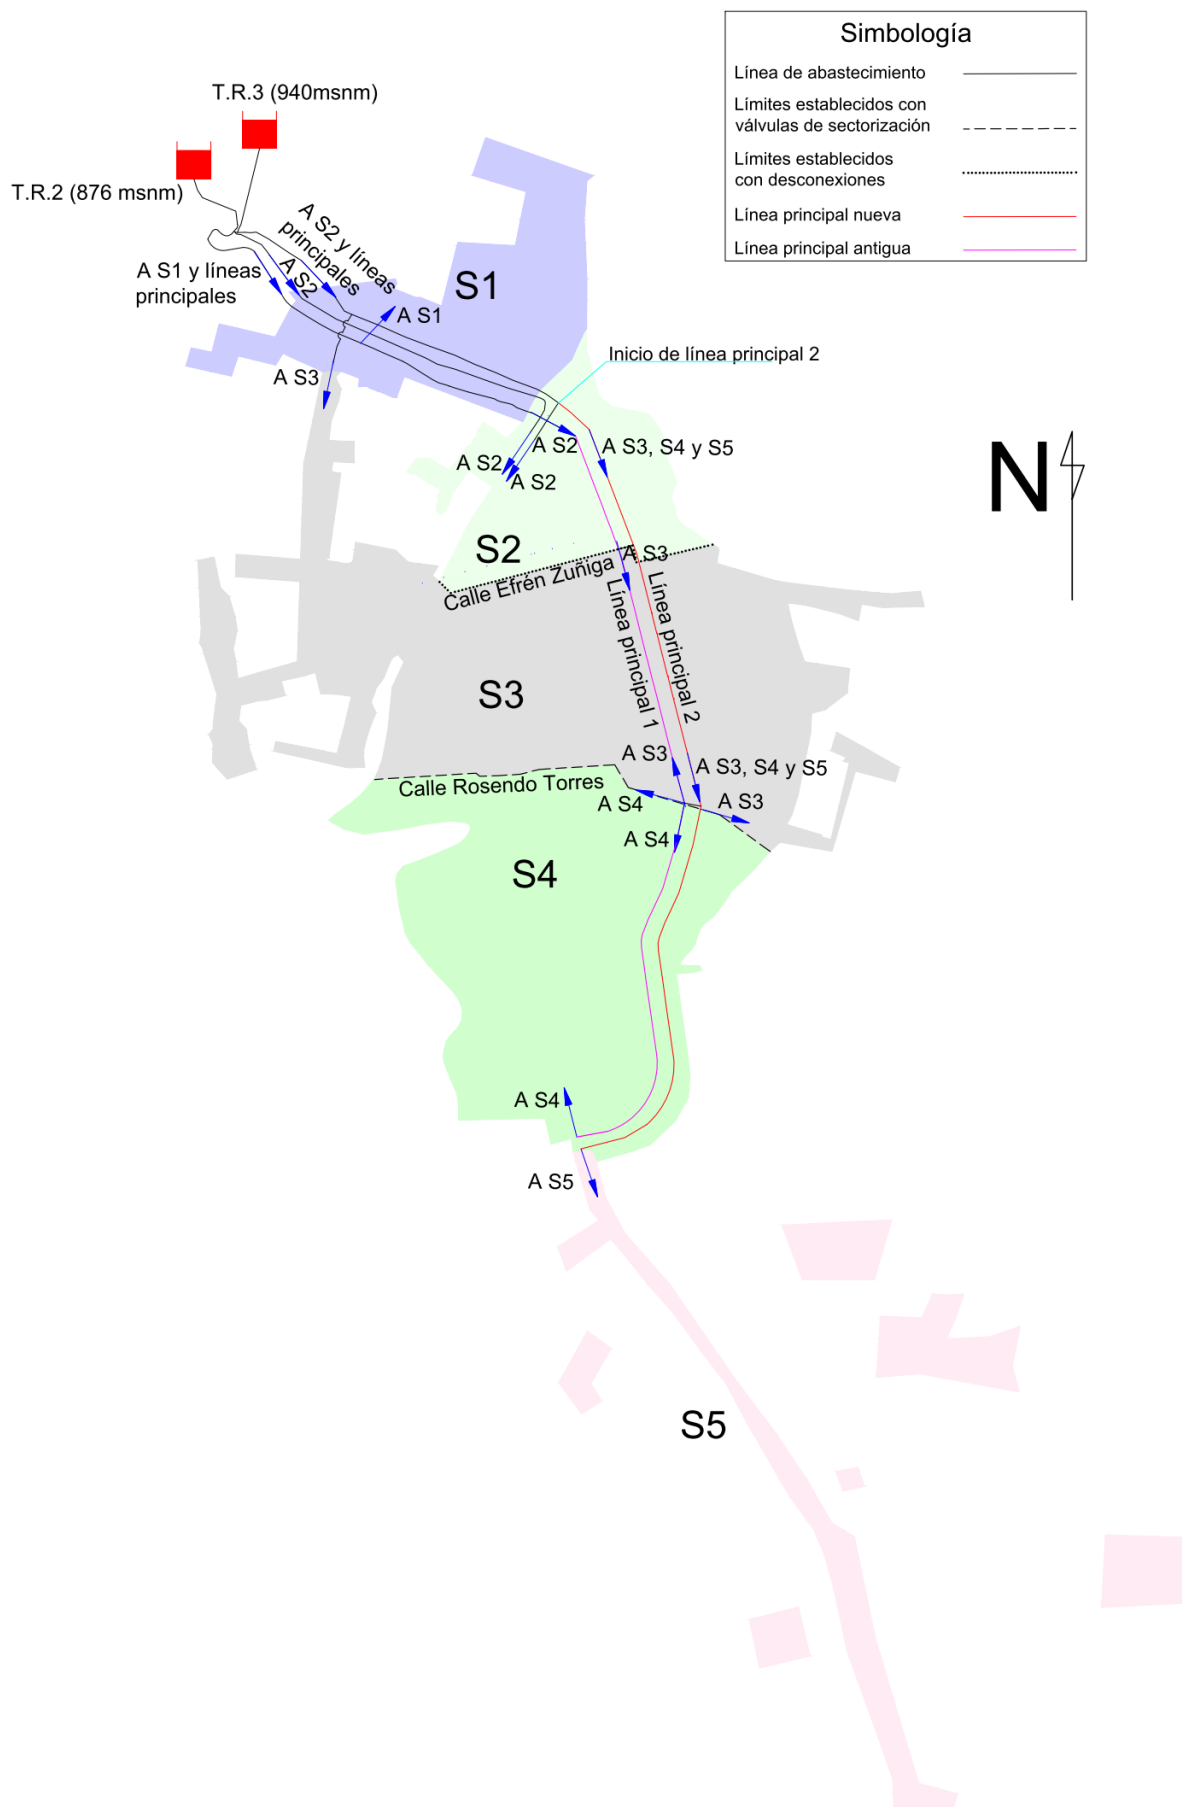 Simbología
Línea de abastecimiento
Límites establecidos con
válvulas de sectorización
Límites establecidos
con desconexiones
Línea principal nueva
Línea principal antigua
T.R.3 (940msnm)
T.R.2 (876 msnm)
A S2 y líneas
principales
A S2
A S1 y líneas
principales
S1
A S1
A S3
Inicio de línea principal 2
A S2
A S2
A S2
A S3, S4 y S5
N
S2
A S3
Calle Efrén Zuñiga
Línea principal 1
Línea principal 2
S3
A S3
A S3, S4 y S5
Calle Rosendo Torres
A S4
A S3
A S4
S4
A S4
A S5
S5